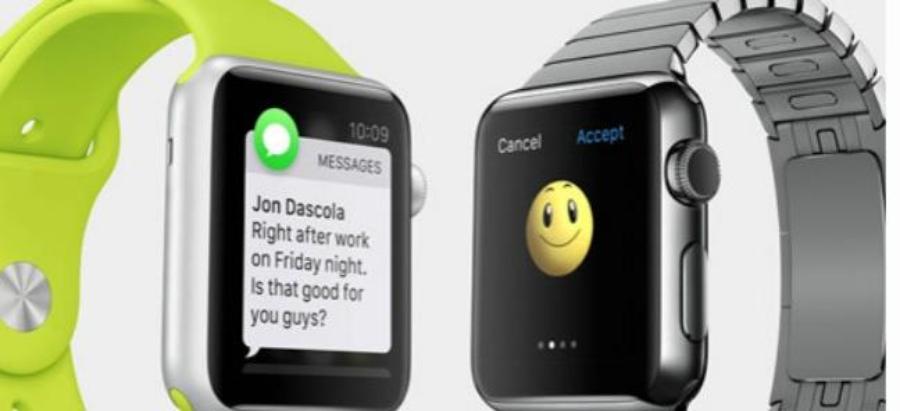 10:09
MESSAGES
Jon Dascola
Right after work
on Friday night.
Is that good for
you guys?
Cancel
Accept